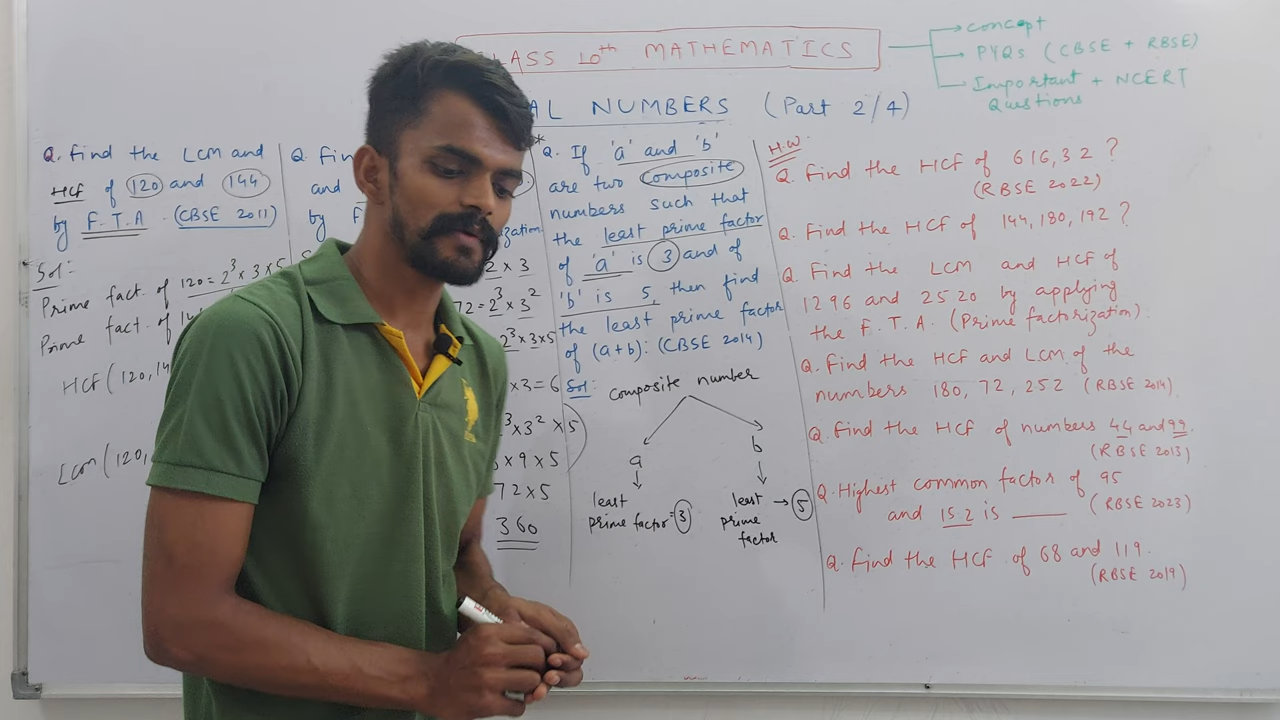 CLASS 10th MATHEMATICS
→ concept
→ PYQs (CBSE + RBSE)
→ Important + NCERT
Questions
NUMBERS (Part 2/4)
Q. Find the LCM and
HCF of 120 and 144
by F.T.A. (CBSE 2011)
Sol:
Prime fact. of 120 = 2³ × 3 × 5
Prime fact. of
HCF (120,
LCM (120,
Q.
and
by
2 × 3
72 = 2³ × 3²
2³ × 3 × 5
× 3 = 6
× 3² × 5
× 9 × 5
72 × 5
360
* Q. If 'a' and 'b'
are two composite
numbers such that
the least prime factor
of 'a' is 3 and of
'b' is 5, then find
the least prime factor
of (a+b): (CBSE 2014)
Sol: composite number
a b
least prime factor = 3
least prime factor → 5
H.W
Q. Find the HCF of 616, 32 ?
(RBSE 2022)
Q. Find the HCF of 144, 180, 192 ?
Q. Find the LCM and HCF of
1296 and 2520 by applying
the F.T.A. (Prime factorization).
Q. Find the HCF and LCM of the
numbers 180, 72, 252 (RBSE 2014).
Q. Find the HCF of numbers 44 and 99.
(RBSE 2013)
Q. Highest common factor of 95
and 152 is ____ (RBSE 2023)
Q. Find the HCF of 68 and 119.
(RBSE 2019)